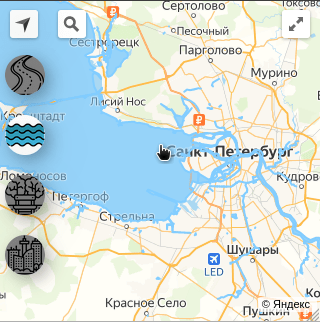 Сертолово
Песочный
Сестрорецк
Парголово
Мурино
Лисий Нос
Кронштадт
Санкт-Петербург
Ломоносов
Кудрово
Петергоф
Стрельна
Шушары
LED
Красное Село
© Яндекс
Пушкин